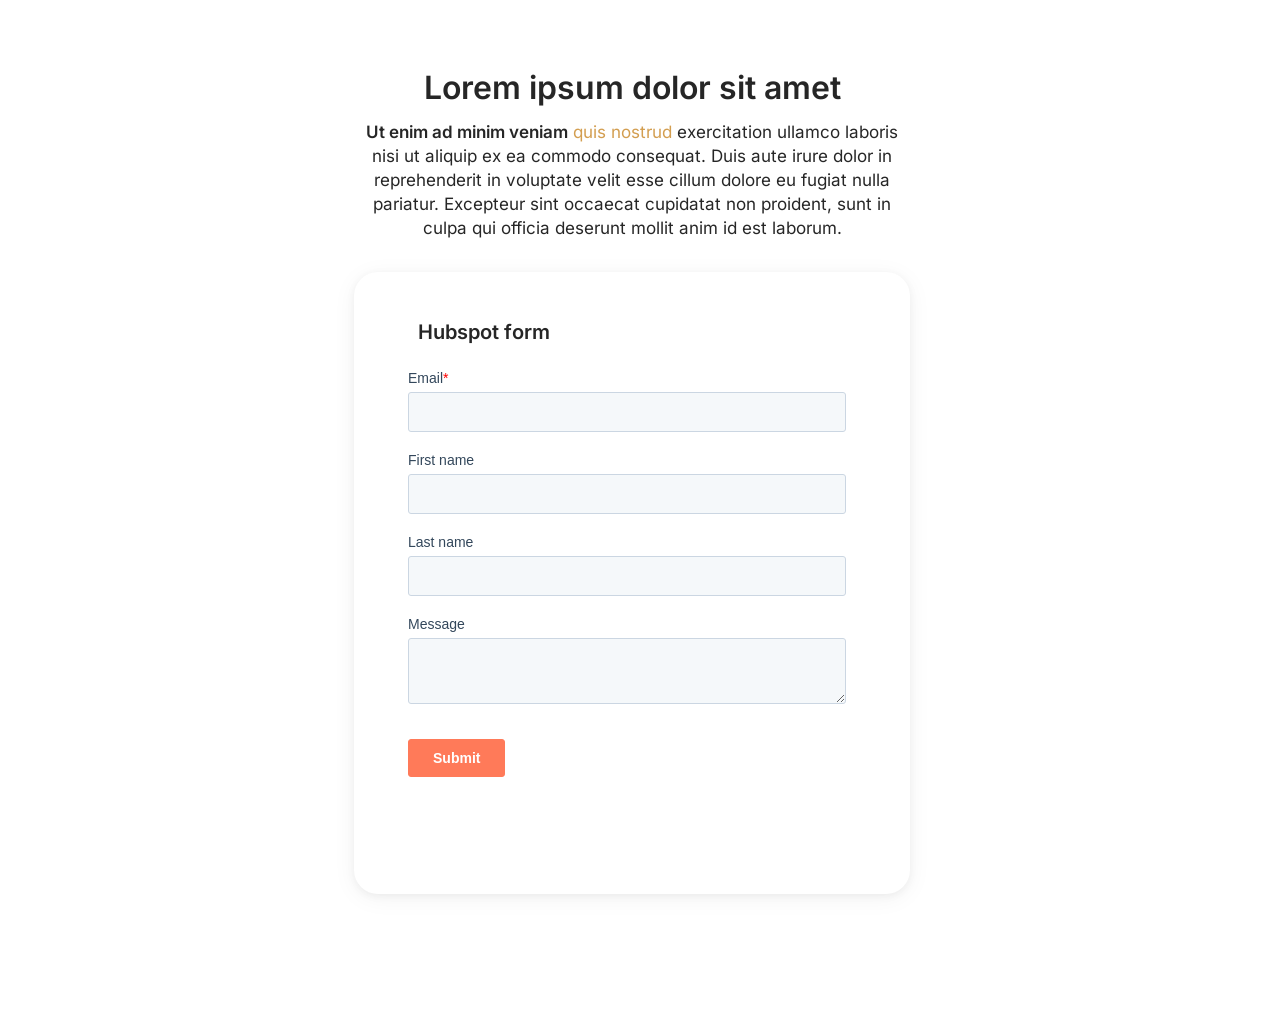 Lorem ipsum dolor sit amet
Ut enim ad minim veniam quis nostrud exercitation ullamco laboris
nisi ut aliquip ex ea commodo consequat. Duis aute irure dolor in
reprehenderit in voluptate velit esse cillum dolore eu fugiat nulla
pariatur. Excepteur sint occaecat cupidatat non proident, sunt in
culpa qui officia deserunt mollit anim id est laborum.
Hubspot form
Email*
First name
Last name
Message
Submit